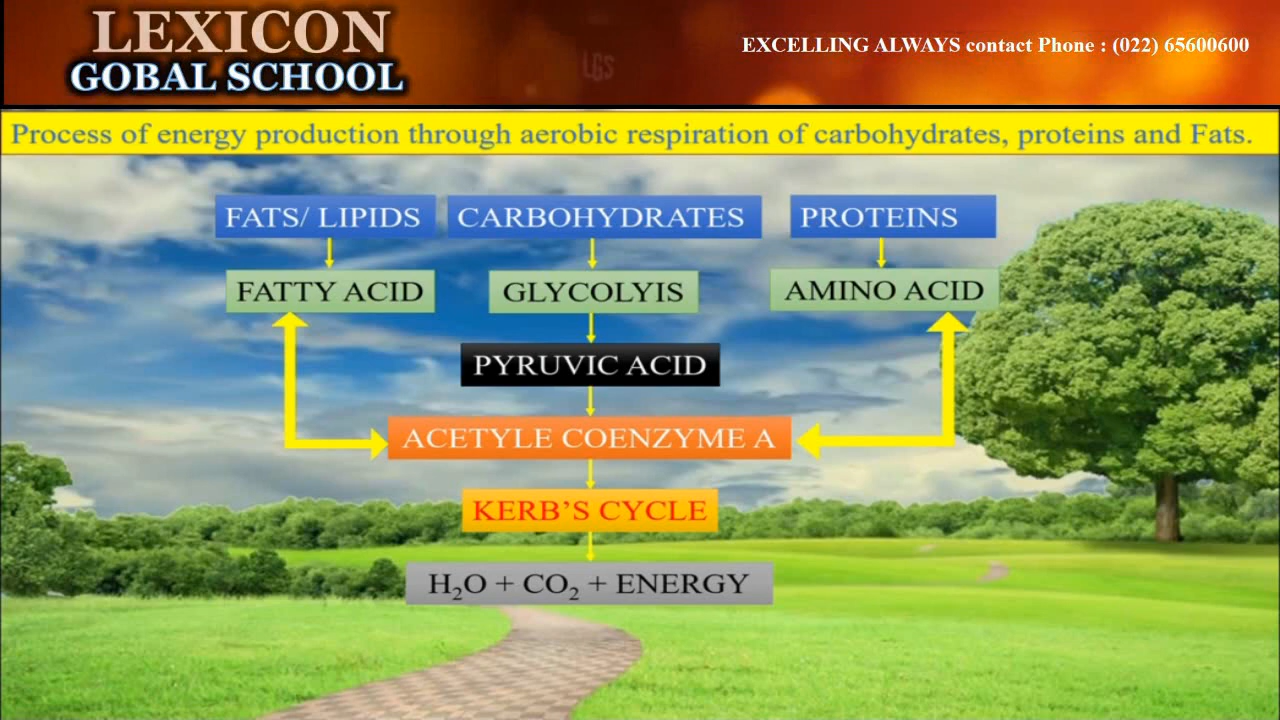 LEXICON
GOBAL SCHOOL
LGS
EXCELLING ALWAYS contact Phone : (022) 65600600
Process of energy production through aerobic respiration of carbohydrates, proteins and Fats.
FATS/ LIPIDS
CARBOHYDRATES
PROTEINS
FATTY ACID
GLYCOLYIS
AMINO ACID
PYRUVIC ACID
ACETYLE COENZYME A
KERB’S CYCLE
H₂O + CO₂ + ENERGY